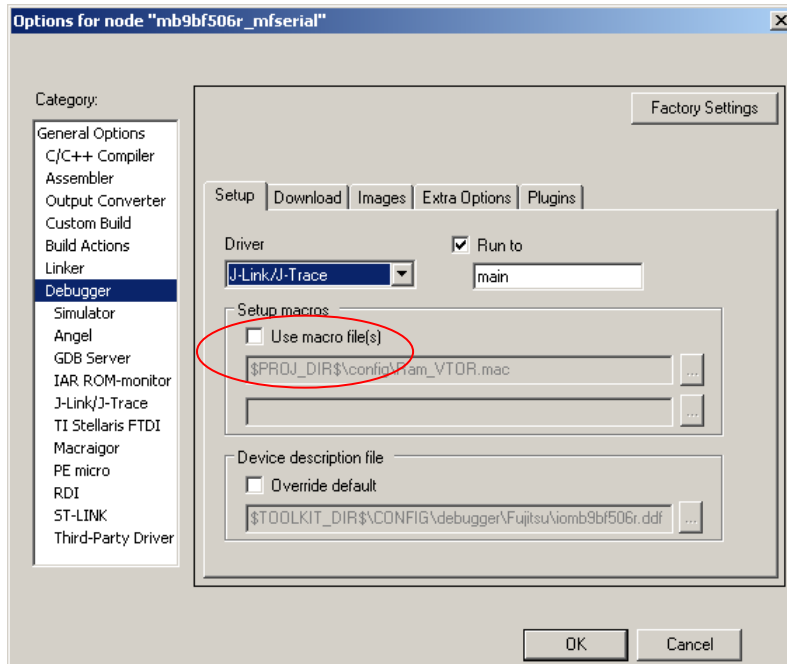 Options for node "mb9bf506r_mfserial"
Category:
Factory Settings
General Options
C/C++ Compiler
Assembler
Output Converter
Custom Build
Build Actions
Linker
Debugger
Simulator
Angel
GDB Server
IAR ROM-monitor
J-Link/J-Trace
TI Stellaris FTDI
Macraigor
PE micro
RDI
ST-LINK
Third-Party Driver
Setup Download Images Extra Options Plugins
Driver
Run to
J-Link/J-Trace
main
Setup macros
Use macro file(s)
$PROJ_DIR$\config\Ram_VTOR.mac
...
...
Device description file
Override default
$TOOLKIT_DIR$\CONFIG\debugger\Fujitsu\iomb9bf506r.ddf
...
OK Cancel